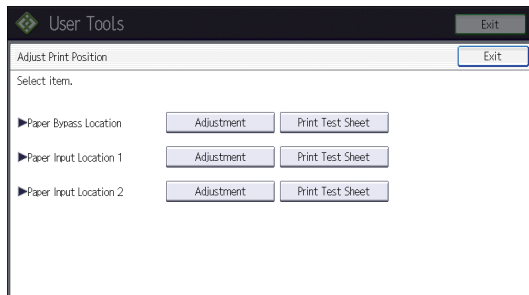 User Tools Exit
Adjust Print Position Exit
Select item.
▶Paper Bypass Location Adjustment Print Test Sheet
▶Paper Input Location 1 Adjustment Print Test Sheet
▶Paper Input Location 2 Adjustment Print Test Sheet